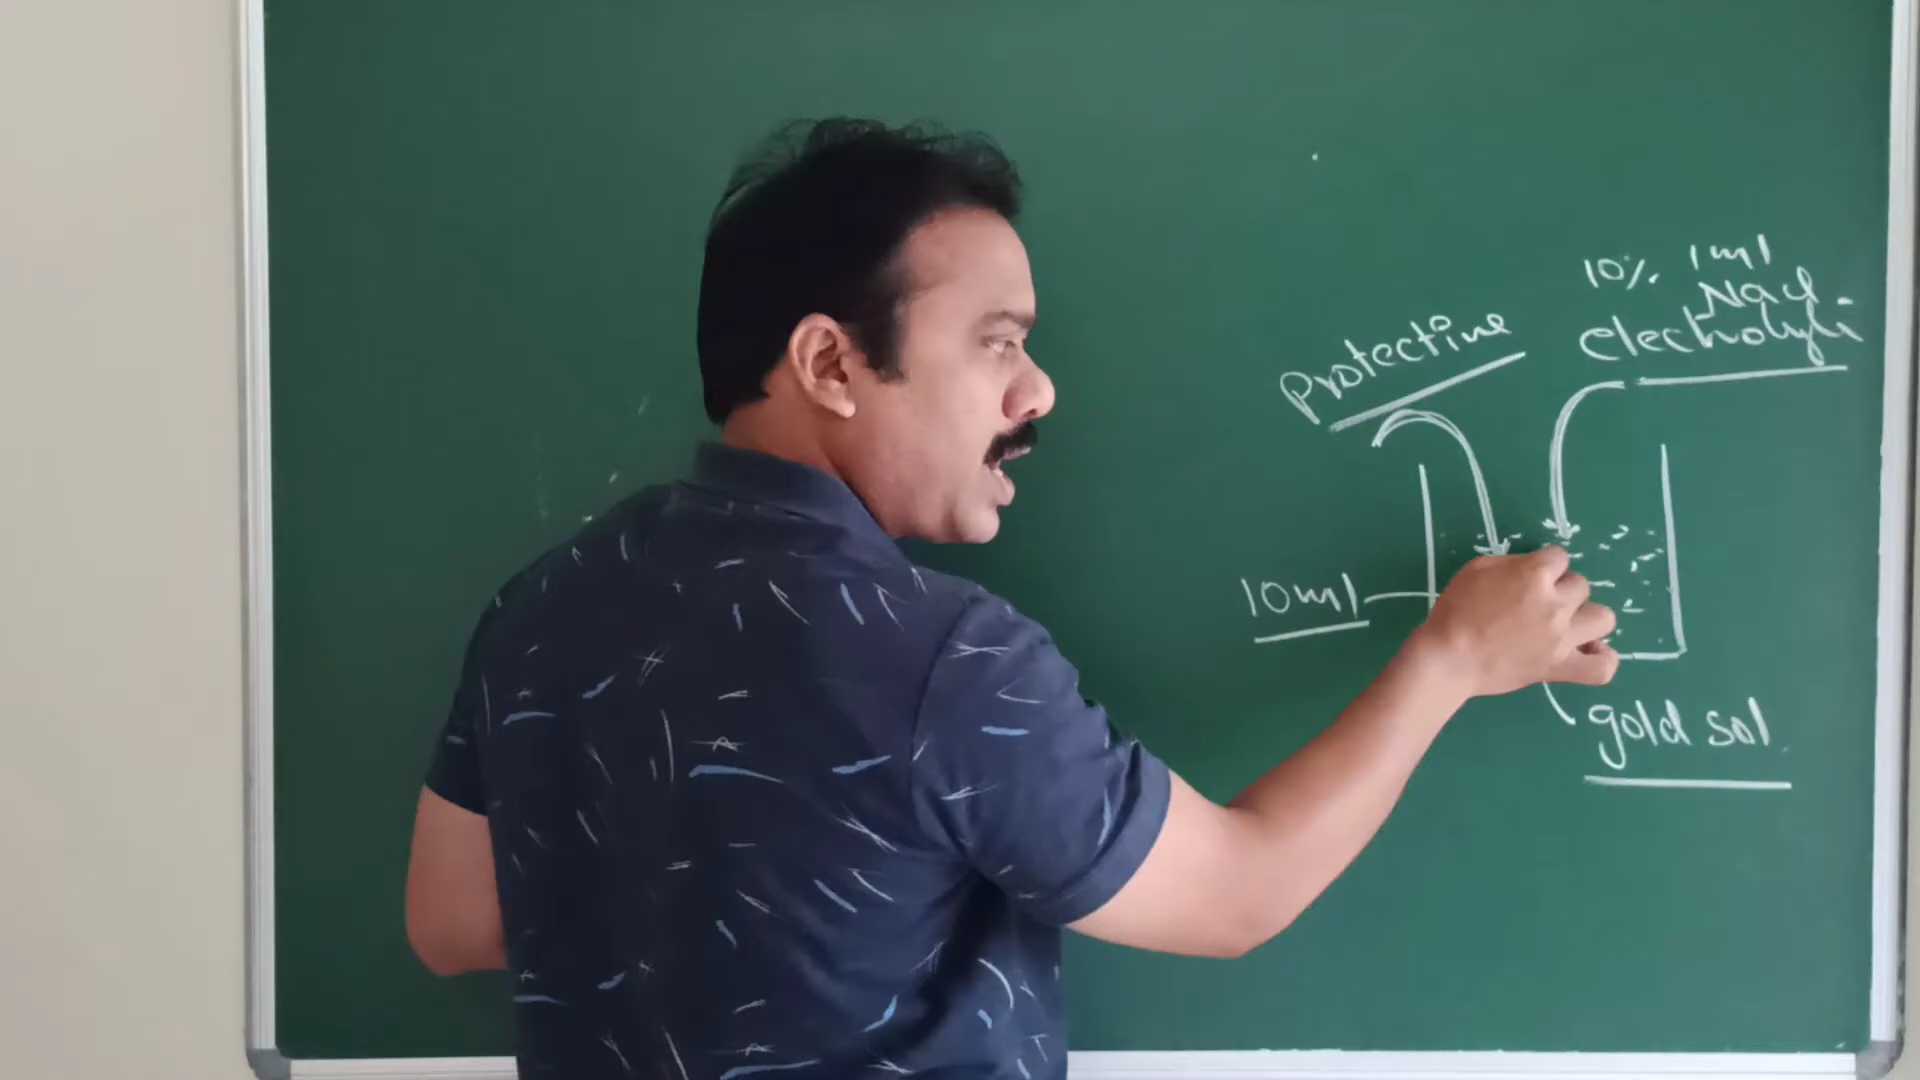 10% 1ml
NaCl
electrolyte
protective
10ml
gold sol.